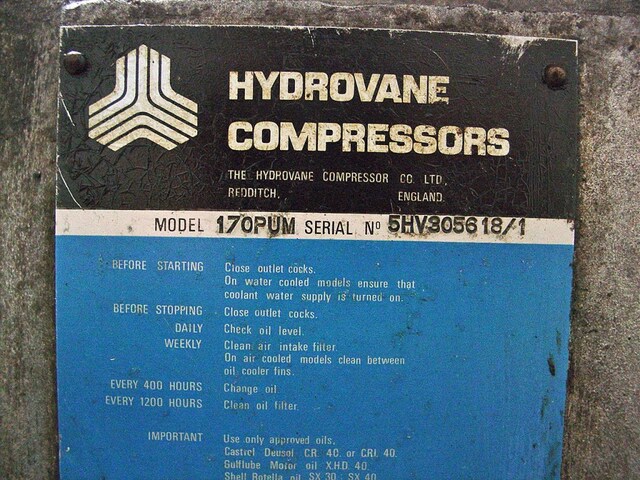 HYDROVANE
COMPRESSORS
THE HYDROVANE COMPRESSOR CO. LTD,
REDDITCH, ENGLAND
MODEL 170PUM SERIAL Nº 5HV305618/1
BEFORE STARTING Close outlet cocks.
On water cooled models ensure that
coolant water supply is turned on.
BEFORE STOPPING Close outlet cocks.
DAILY Check oil level.
WEEKLY Clean air intake filter.
On air cooled models clean between
oil cooler fins.
EVERY 400 HOURS Change oil
EVERY 1200 HOURS Clean oil filter
IMPORTANT Use only approved oils.
Castrol Deusol C.R. 40. or CRI. 40.
Gulflube Motor oil X.H.D. 40.
Shell Rotella oil SX 30 : SX 40